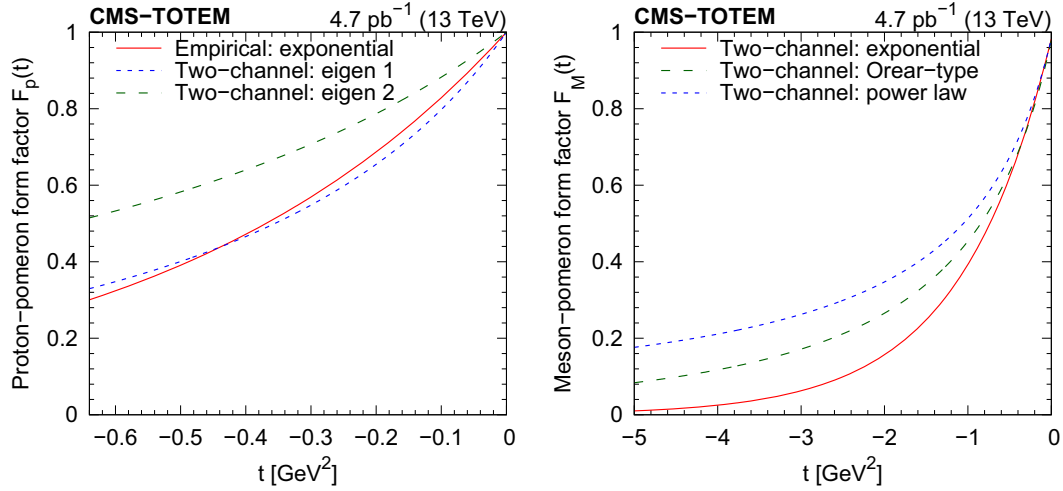 CMS−TOTEM 4.7 pb⁻¹ (13 TeV)
Proton−pomeron form factor Fₚ(t)
1
0.8
0.6
0.4
0.2
0
Empirical: exponential
Two−channel: eigen 1
Two−channel: eigen 2
−0.6 −0.5 −0.4 −0.3 −0.2 −0.1 0
t [GeV²]
CMS−TOTEM 4.7 pb⁻¹ (13 TeV)
Meson−pomeron form factor F_M(t)
1
0.8
0.6
0.4
0.2
0
Two−channel: exponential
Two−channel: Orear−type
Two−channel: power law
−5 −4 −3 −2 −1 0
t [GeV²]